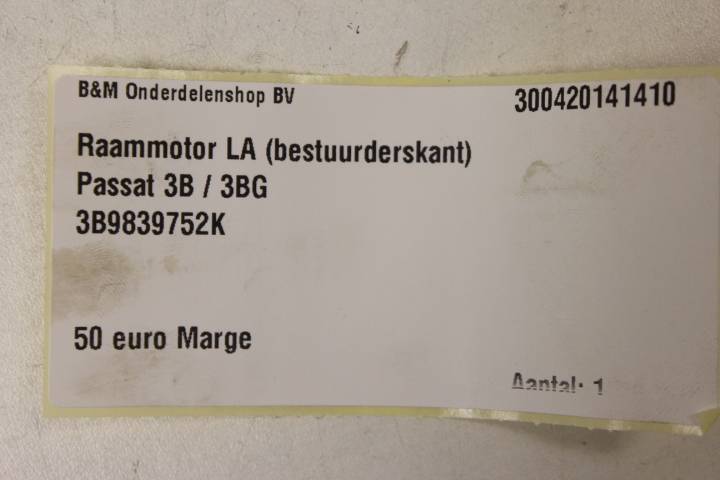 B&M Onderdelenshop BV
300420141410
Raammotor LA (bestuurderskant)
Passat 3B / 3BG
3B9839752K
50 euro Marge
Aantal: 1